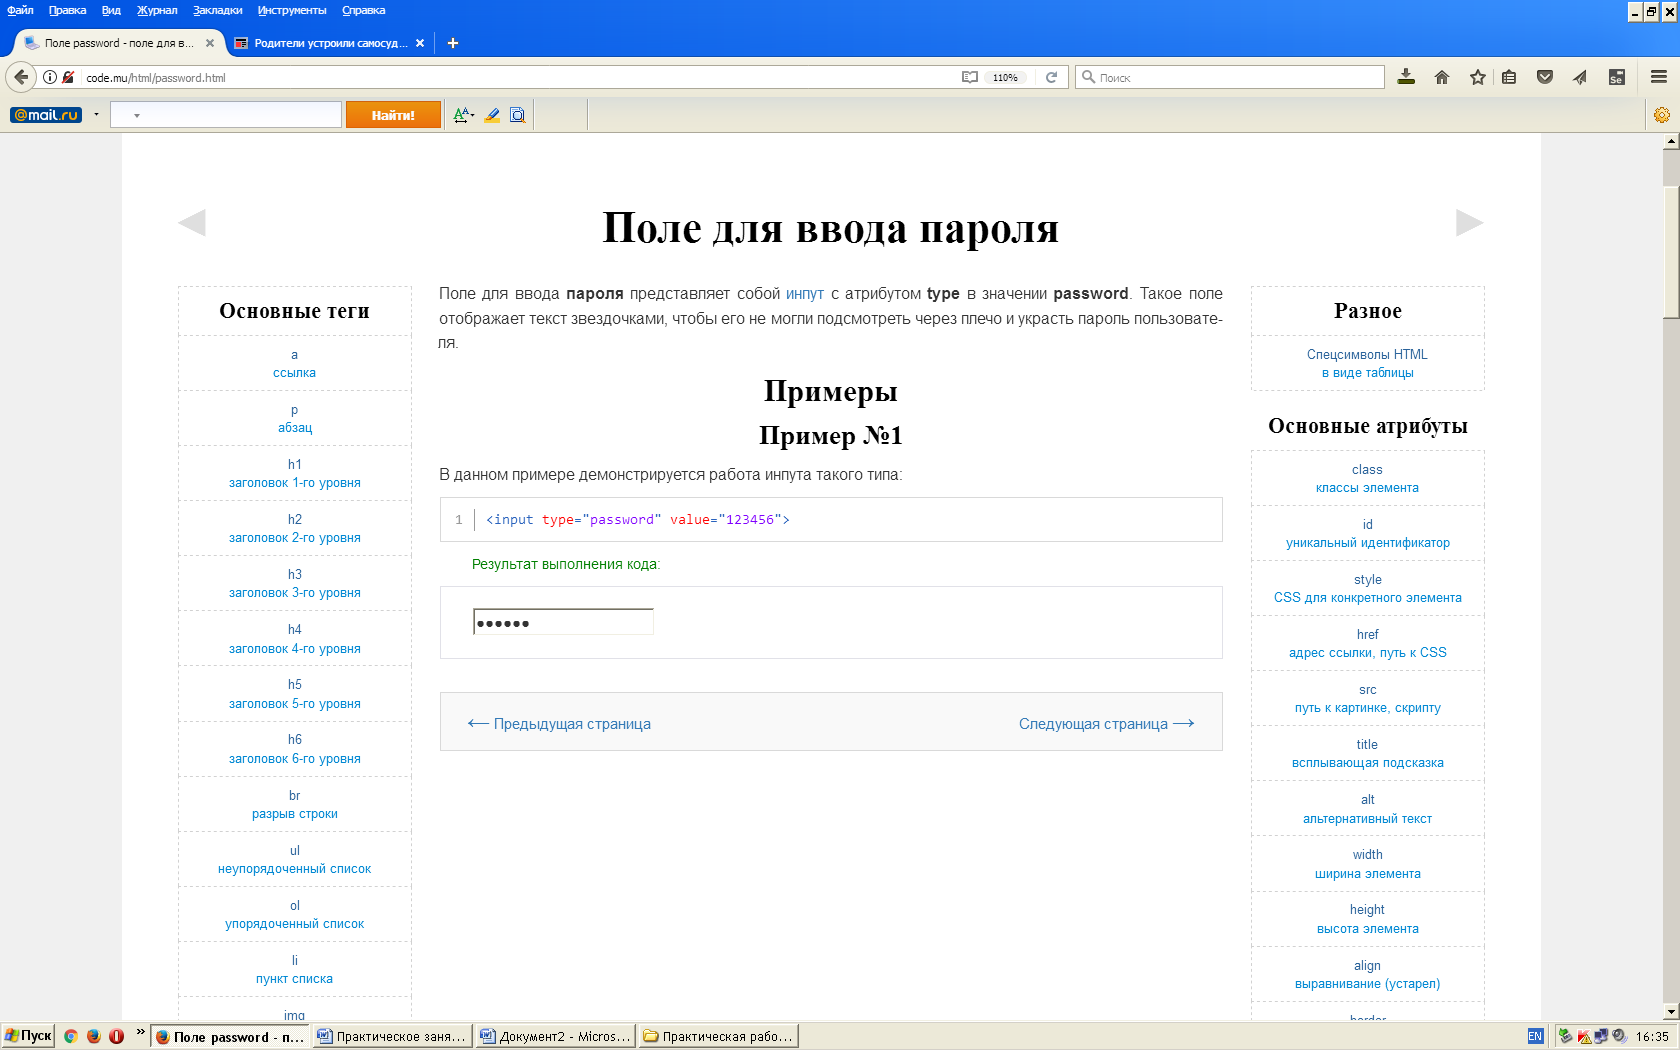 Файл Правка Вид Журнал Закладки Инструменты Справка
Поле password - поле для в...
Родители устроили самосуд...
code.mu/html/password.html
110%
Поиск
@mail.ru
Найти!
Поле для ввода пароля
Основные теги
a
ссылка
p
абзац
h1
заголовок 1-го уровня
h2
заголовок 2-го уровня
h3
заголовок 3-го уровня
h4
заголовок 4-го уровня
h5
заголовок 5-го уровня
h6
заголовок 6-го уровня
br
разрыв строки
ul
неупорядоченный список
ol
упорядоченный список
li
пункт списка
img
Поле для ввода пароля представляет собой инпут с атрибутом type в значении password. Такое поле
отображает текст звездочками, чтобы его не могли подсмотреть через плечо и украсть пароль пользовате-
ля.
Примеры
Пример №1
В данном примере демонстрируется работа инпута такого типа:
1 <input type="password" value="123456">
Результат выполнения кода:
●●●●●●
⟵ Предыдущая страница
Следующая страница ⟶
Разное
Спецсимволы HTML
в виде таблицы
Основные атрибуты
class
классы элемента
id
уникальный идентификатор
style
CSS для конкретного элемента
href
адрес ссылки, путь к CSS
src
путь к картинке, скрипту
title
всплывающая подсказка
alt
альтернативный текст
width
ширина элемента
height
высота элемента
align
выравнивание (устарел)
border
Пуск
»
Поле password - п...
Практическое заня...
Документ2 - Micros...
Практическая рабо...
EN
16:35